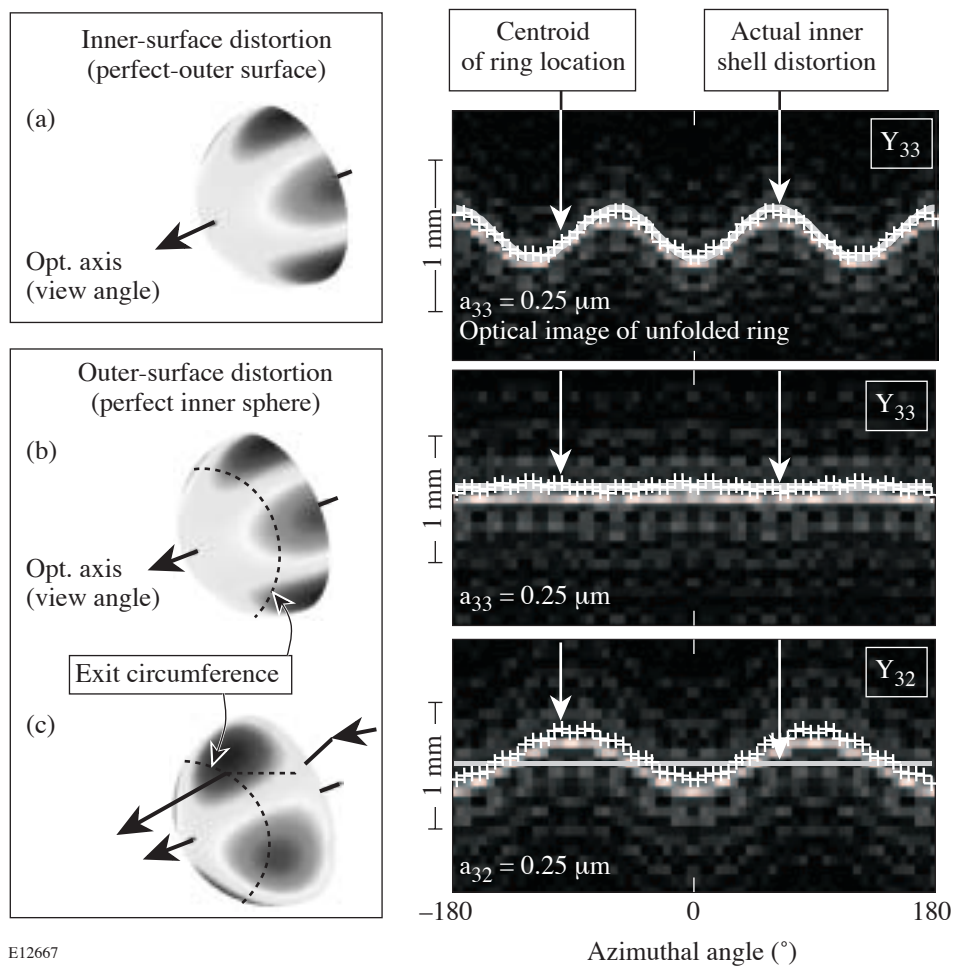 Inner-surface distortion
(perfect-outer surface)
(a)
Opt. axis
(view angle)
Outer-surface distortion
(perfect inner sphere)
(b)
Opt. axis
(view angle)
Exit circumference
(c)
E12667
Centroid
of ring location
Actual inner
shell distortion
Y33
1 mm
a33 = 0.25 µm
Optical image of unfolded ring
Y33
1 mm
a33 = 0.25 µm
Y32
1 mm
a32 = 0.25 µm
–180
0
180
Azimuthal angle (°)